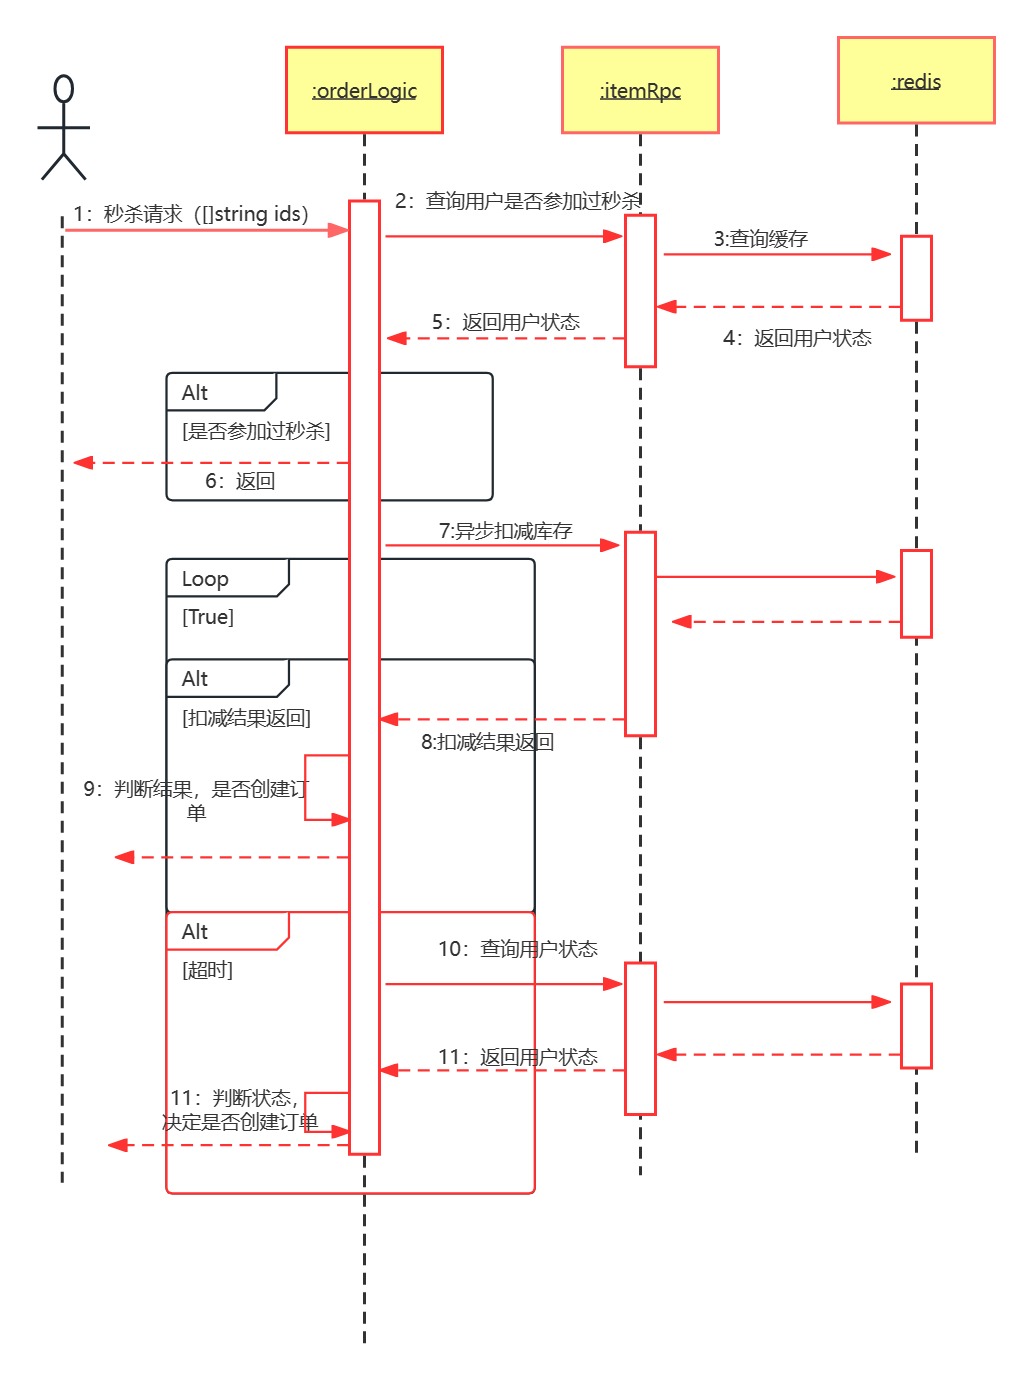 :orderLogic
:itemRpc
:redis
1：秒杀请求（[]string ids）
2：查询用户是否参加过秒杀
3:查询缓存
4：返回用户状态
5：返回用户状态
Alt
[是否参加过秒杀]
6：返回
7:异步扣减库存
Loop
[True]
Alt
[扣减结果返回]
8:扣减结果返回
9：判断结果，是否创建订
单
Alt
[超时]
10：查询用户状态
11：返回用户状态
11：判断状态，
决定是否创建订单